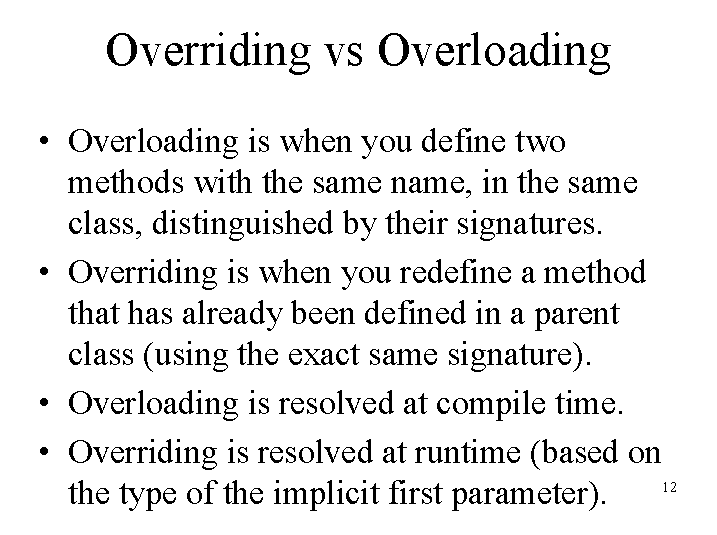 Overriding vs Overloading
• Overloading is when you define two
methods with the same name, in the same
class, distinguished by their signatures.
• Overriding is when you redefine a method
that has already been defined in a parent
class (using the exact same signature).
• Overloading is resolved at compile time.
• Overriding is resolved at runtime (based on
the type of the implicit first parameter).
12